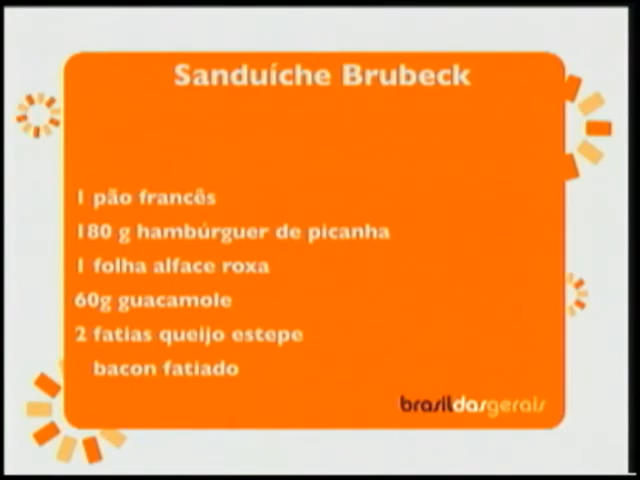 Sanduíche Brubeck
1 pão francês
180 g hambúrguer de picanha
1 folha alface roxa
60g guacamole
2 fatias queijo estepe
bacon fatiado
brasildasgerais